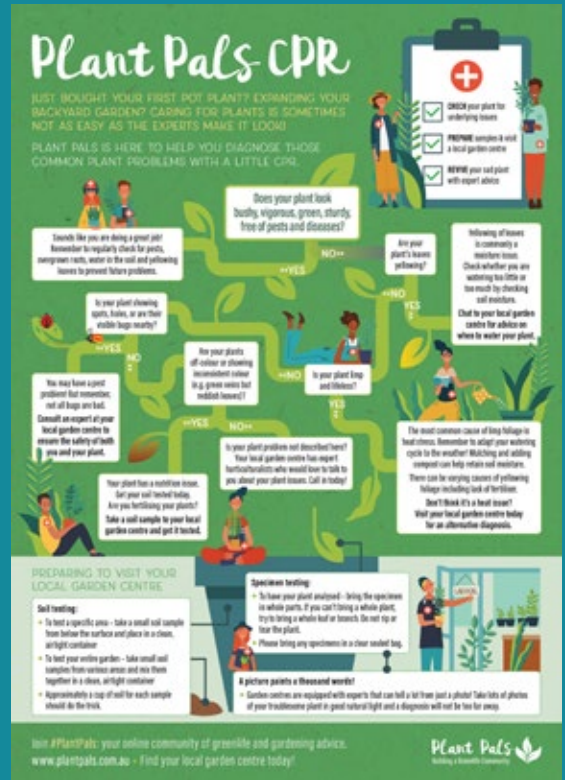 Plant Pals CPR
JUST BOUGHT YOUR FIRST POT PLANT? EXPANDING YOUR
BACKYARD GARDEN? CARING FOR PLANTS IS SOMETIMES
NOT AS EASY AS THE EXPERTS MAKE IT LOOK!
PLANT PALS IS HERE TO HELP YOU DIAGNOSE THOSE
COMMON PLANT PROBLEMS WITH A LITTLE CPR.
CHECK your plant for
underlying issues
PREPARE samples & visit
a local garden centre
REVIVE your sad plant
with expert advice
Does your plant look
bushy, vigorous, green, sturdy,
free of pests and diseases?
YES
NO
Sounds like you are doing a great job!
Remember to regularly check for pests,
overgrown roots, water in the soil and yellowing
leaves to prevent future problems.
Are your
plant's leaves
yellowing?
NO
YES
Yellowing of leaves
is commonly a
moisture issue.
Check whether you are
watering too little or
too much by checking
soil moisture.
Chat to your local garden
centre for advice on
when to water your plant.
Is your plant showing
spots, holes, or are their
visible bugs nearby?
YES
NO
You may have a pest
problem! But remember,
not all bugs are bad.
Consult an expert at your
local garden centre to
ensure the safety of both
you and your plant.
Are your plants
off-colour or showing
inconsistent colour
(e.g. green veins but
reddish leaves)?
YES
NO
NO
Is your plant limp
and lifeless?
YES
The most common cause of limp foliage is
heat stress. Remember to adapt your watering
cycle to the weather! Mulching and adding
compost can help retain soil moisture.
There can be varying causes of yellowing
foliage including lack of fertiliser.
Don't think it's a heat issue?
Visit your local garden centre today
for an alternative diagnosis.
Is your plant problem not described here?
Your local garden centre has expert
horticulturalists who would love to talk to
you about your plant issues. Call in today!
Your plant has a nutrition issue.
Get your soil tested today.
Are you fertilising your plants?
Take a soil sample to your local
garden centre and get it tested.
PREPARING TO VISIT YOUR
LOCAL GARDEN CENTRE
Soil testing:
To test a specific area – take a small soil sample
from below the surface and place in a clean,
airtight container
To test your entire garden – take small soil
samples from various areas and mix them
together in a clean, airtight container
Approximately a cup of soil for each sample
should do the trick.
Specimen testing:
To have your plant analysed – bring the specimen
in whole parts. If you can't bring a whole plant,
try to bring a whole leaf or branch. Do not rip or
tear the plant.
Please bring any specimens in a clear sealed bag.
A picture paints a thousand words!
Garden centres are equipped with experts that can tell a lot from just a photo! Take lots of photos
of your troublesome plant in good natural light and a diagnosis will not be too far away.
Join #PlantPals: your online community of greenlife and gardening advice.
www.plantpals.com.au • Find your local garden centre today!
Plant Pals
Building a Greenlife Community